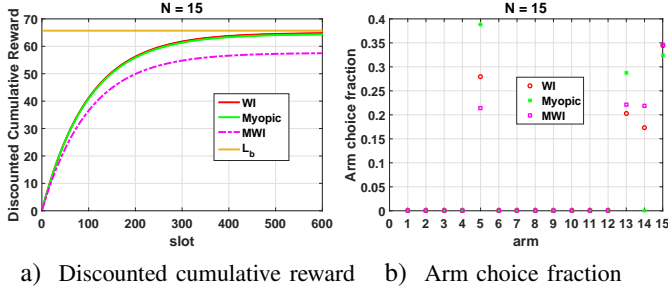 N = 15
Discounted Cumulative Reward
70
60
50
40
30
20
10
0
WI
Myopic
MWI
L_b
0 100 200 300 400 500 600
slot
N = 15
Arm choice fraction
0.4
0.35
0.3
0.25
0.2
0.15
0.1
0.05
0
WI
Myopic
MWI
0 1 2 3 4 5 6 7 8 9 10 11 12 13 14 15
arm
a) Discounted cumulative reward b) Arm choice fraction